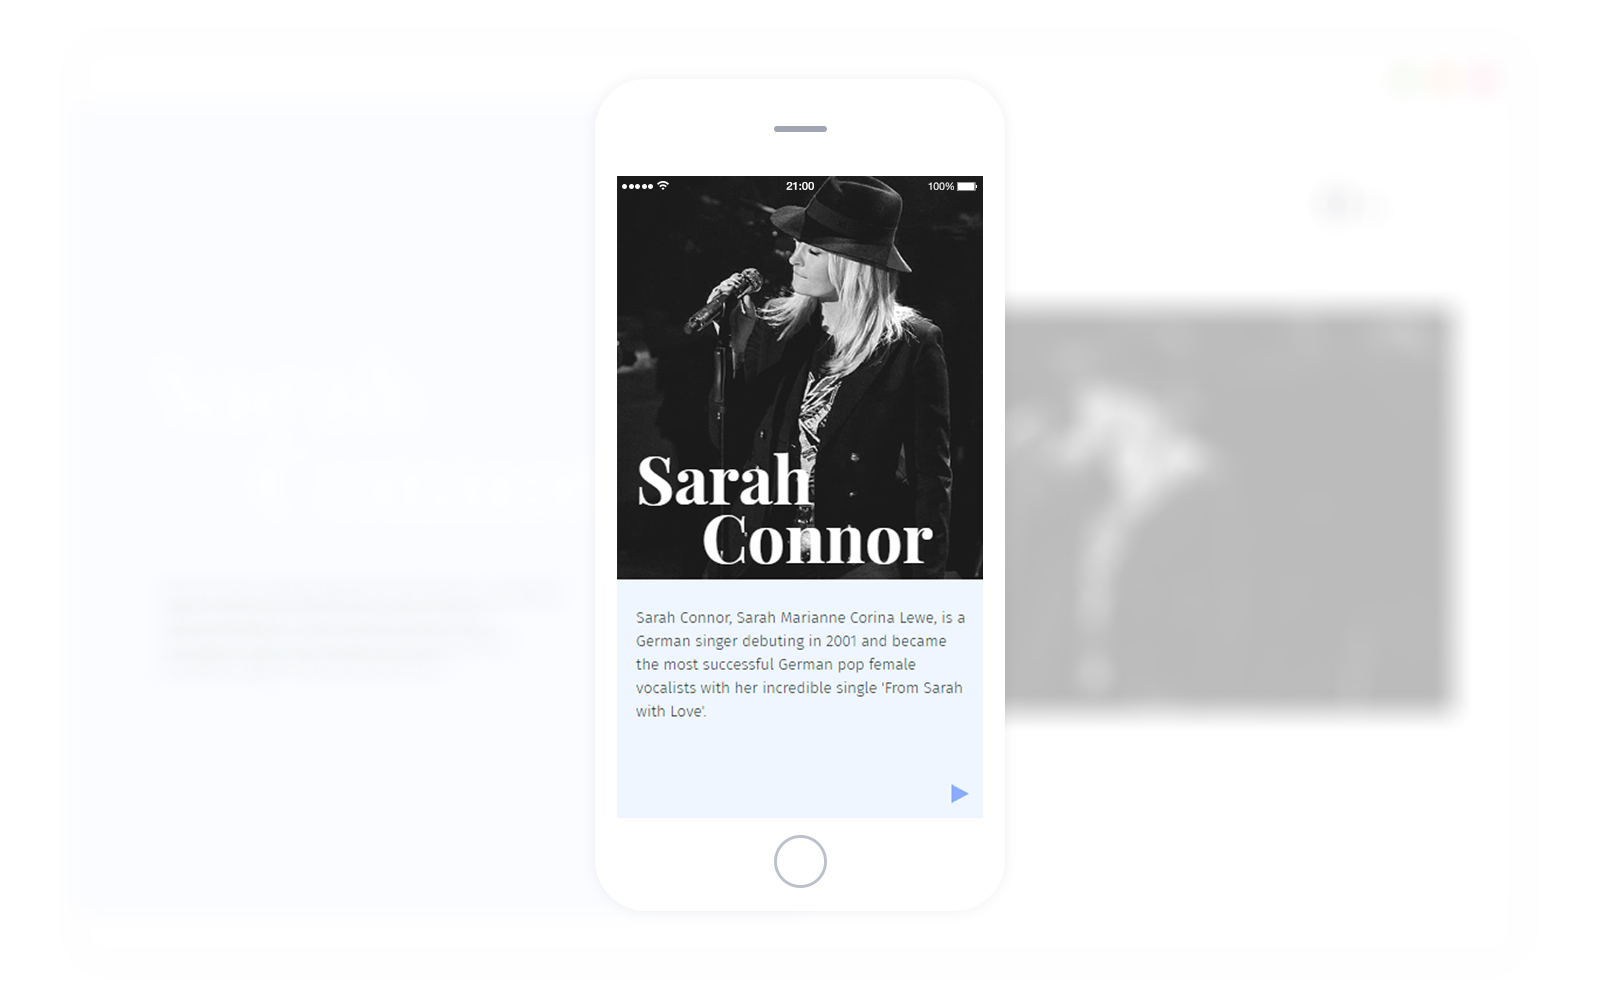 21:00
100%
Sarah
Connor
Sarah Connor, Sarah Marianne Corina Lewe, is a
German singer debuting in 2001 and became
the most successful German pop female
vocalists with her incredible single 'From Sarah
with Love'.